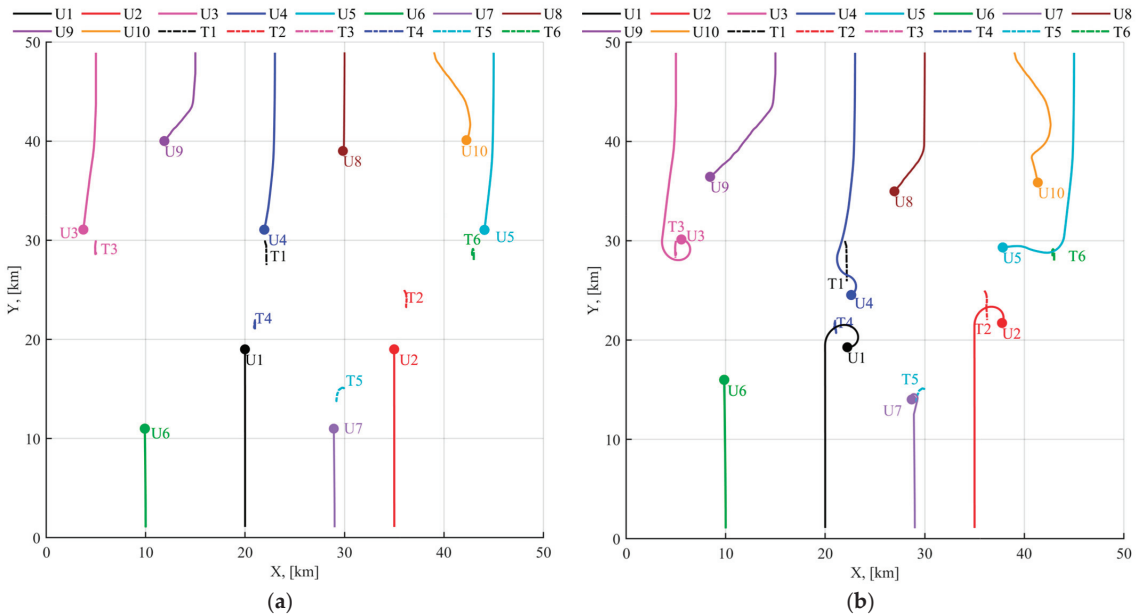 U1 U2 U3 U4 U5 U6 U7 U8
U9 U10 T1 T2 T3 T4 T5 T6
50
40
30
20
10
0
Y, [km]
U9
U8
U10
U3
T3
U4
T1
T6
U5
T2
T4
U1
U2
T5
U6
U7
0 10 20 30 40 50
X, [km]
(a)
U1 U2 U3 U4 U5 U6 U7 U8
U9 U10 T1 T2 T3 T4 T5 T6
50
40
30
20
10
0
Y, [km]
U9
U8
U10
T3
U3
U5
T6
T1
U4
T4
T2
U2
U1
U6
T5
U7
0 10 20 30 40 50
X, [km]
(b)